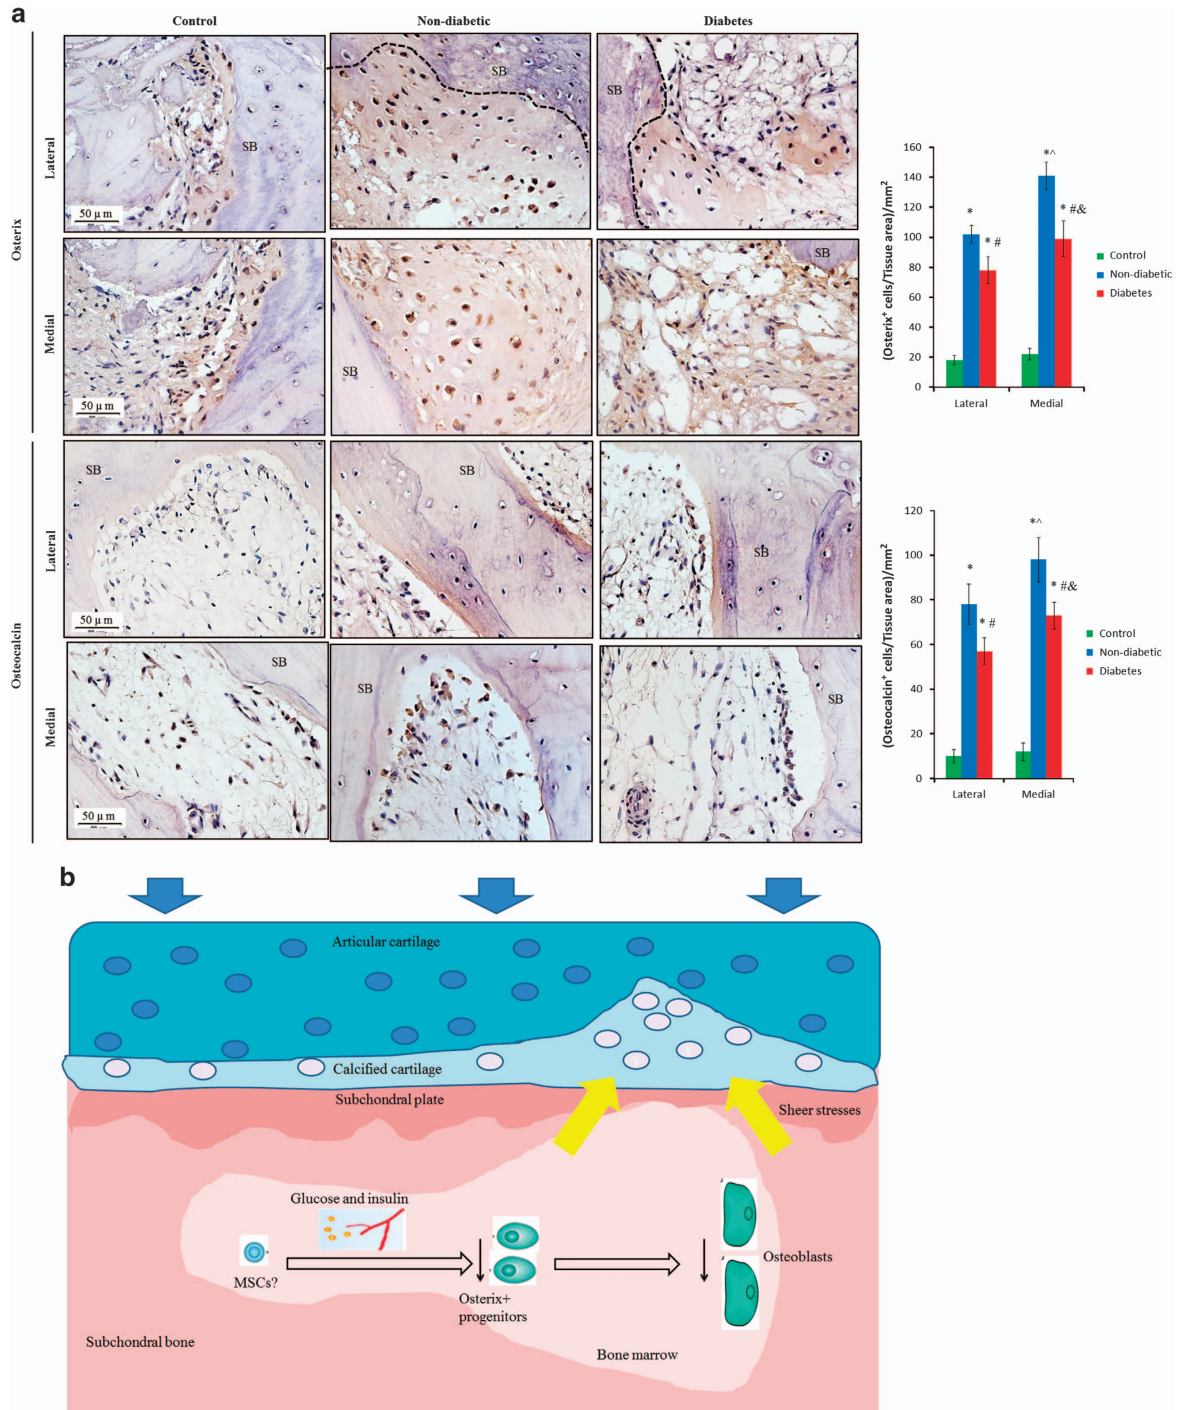 a
Control
Non-diabetic
Diabetes
Osterix
Lateral
SB
50 μ m
SB
SB
Medial
50 μ m
SB
SB
Osteocalcin
Lateral
SB
50 μ m
SB
SB
Medial
SB
50 μ m
SB
SB
(Osterix⁺ cells/Tissue area)/mm²
160
140
120
100
80
60
40
20
0
*
* #
*^
* #&
Lateral
Medial
Control
Non-diabetic
Diabetes
(Osteocalcin⁺ cells/Tissue area)/mm²
120
100
80
60
40
20
0
*
* #
*^
* #&
Lateral
Medial
Control
Non-diabetic
Diabetes
b
Articular cartilage
Calcified cartilage
Subchondral plate
Sheer stresses
Glucose and insulin
MSCs?
Osterix+
progenitors
Osteoblasts
Subchondral bone
Bone marrow